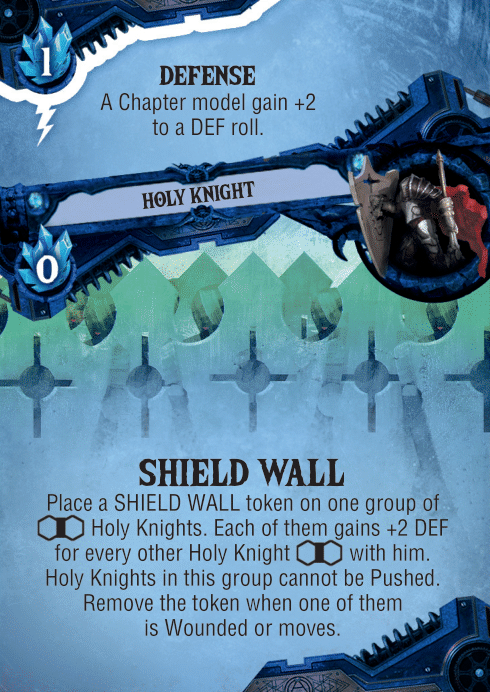 1
DEFENSE
A Chapter model gain +2
to a DEF roll.
HOLY KNIGHT
0
SHIELD WALL
Place a SHIELD WALL token on one group of
Holy Knights. Each of them gains +2 DEF
for every other Holy Knight with him.
Holy Knights in this group cannot be Pushed.
Remove the token when one of them
is Wounded or moves.